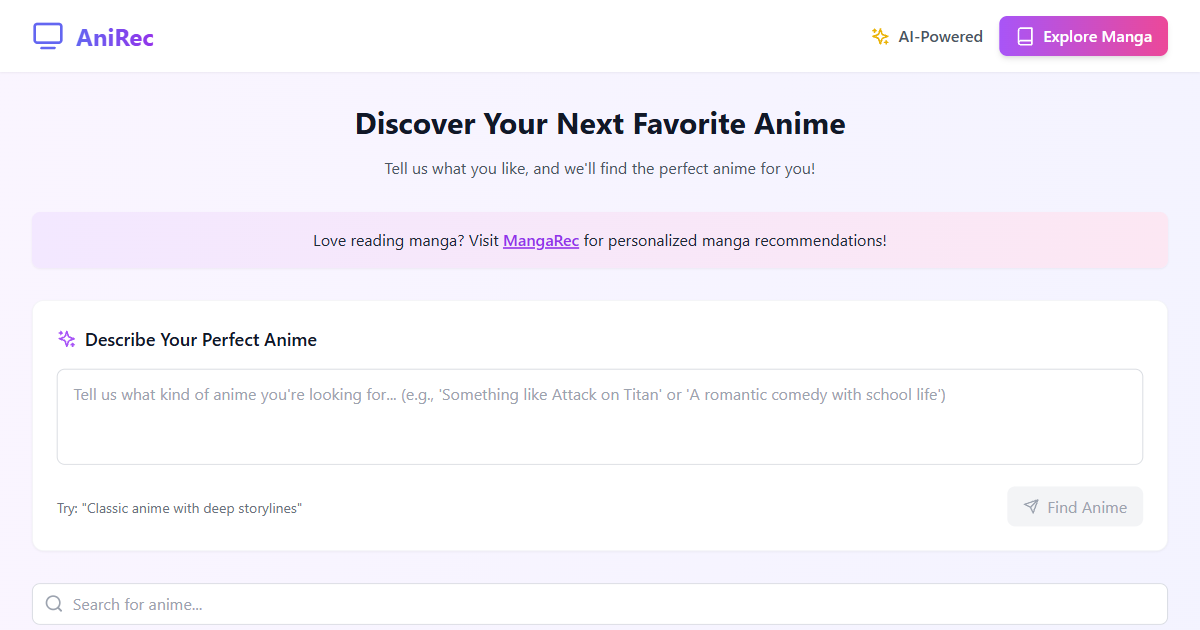 AniRec
AI-Powered
Explore Manga
Discover Your Next Favorite Anime
Tell us what you like, and we'll find the perfect anime for you!
Love reading manga? Visit MangaRec for personalized manga recommendations!
Describe Your Perfect Anime
Tell us what kind of anime you're looking for... (e.g., 'Something like Attack on Titan' or 'A romantic comedy with school life')
Try: "Classic anime with deep storylines"
Find Anime
Search for anime...